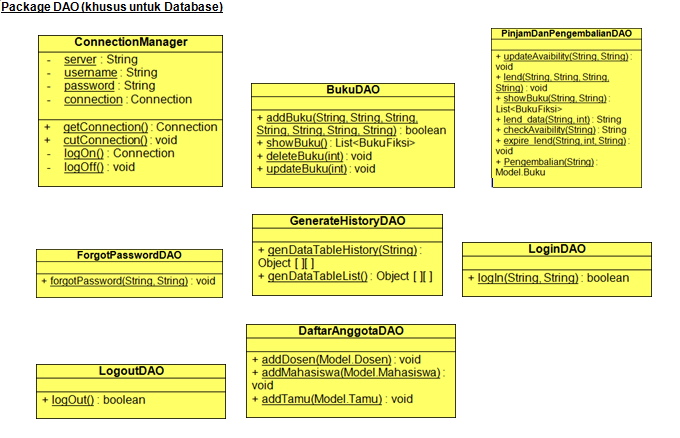 Package DAO (khusus untuk Database)
ConnectionManager
- server : String
- username : String
- password : String
- connection : Connection
+ getConnection() : Connection
+ cutConnection() : void
- logOn() : Connection
- logOff() : void
BukuDAO
+ addBuku(String, String, String,
String, String, String, String) : boolean
+ showBuku() : List<BukuFiksi>
+ deleteBuku(int) : void
+ updateBuku(int) : void
PinjamDanPengembalianDAO
+ updateAvaibility(String, String) :
void
+ lend(String, String, String,
String) : void
+ showBuku(String, String) :
List<BukuFiksi>
+ lend_data(String, int) : String
+ checkAvaibility(String) : String
+ expire_lend(String, int, String) :
void
+ Pengembalian(String) :
Model.Buku
ForgotPasswordDAO
+ forgotPassword(String, String) : void
GenerateHistoryDAO
+ genDataTableHistory(String) :
Object [ ][ ]
+ genDataTableList() : Object [ ][ ]
LoginDAO
+ logIn(String, String) : boolean
LogoutDAO
+ logOut() : boolean
DaftarAnggotaDAO
+ addDosen(Model.Dosen) : void
+ addMahasiswa(Model.Mahasiswa) :
void
+ addTamu(Model.Tamu) : void